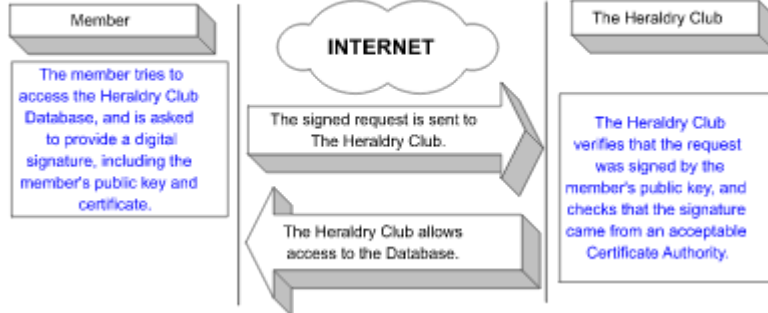 Member
The member tries to
access the Heraldry Club
Database, and is asked
to provide a digital
signature, including the
member's public key and
certificate.
INTERNET
The signed request is sent to
The Heraldry Club.
The Heraldry Club allows
access to the Database.
The Heraldry Club
The Heraldry Club
verifies that the request
was signed by the
member's public key, and
checks that the signature
came from an acceptable
Certificate Authority.